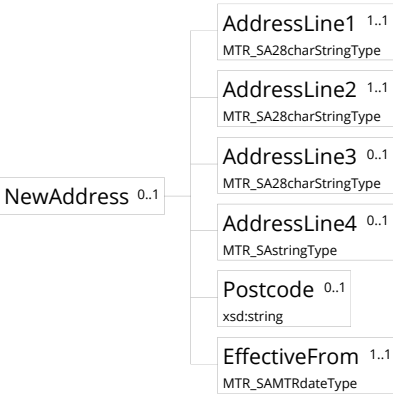 AddressLine1 1..1
MTR_SA28charStringType
AddressLine2 1..1
MTR_SA28charStringType
AddressLine3 0..1
MTR_SA28charStringType
NewAddress 0..1
AddressLine4 0..1
MTR_SAstringType
Postcode 0..1
xsd:string
EffectiveFrom 1..1
MTR_SAMTRdateType